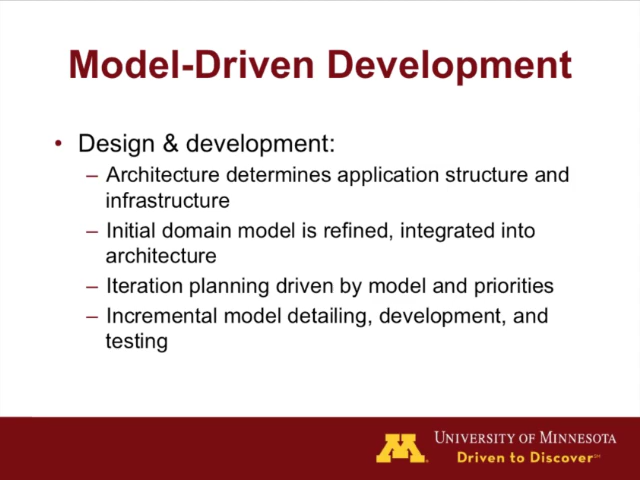 Model-Driven Development
• Design & development:
– Architecture determines application structure and
infrastructure
– Initial domain model is refined, integrated into
architecture
– Iteration planning driven by model and priorities
– Incremental model detailing, development, and
testing
M
UNIVERSITY OF MINNESOTA
Driven to Discover℠